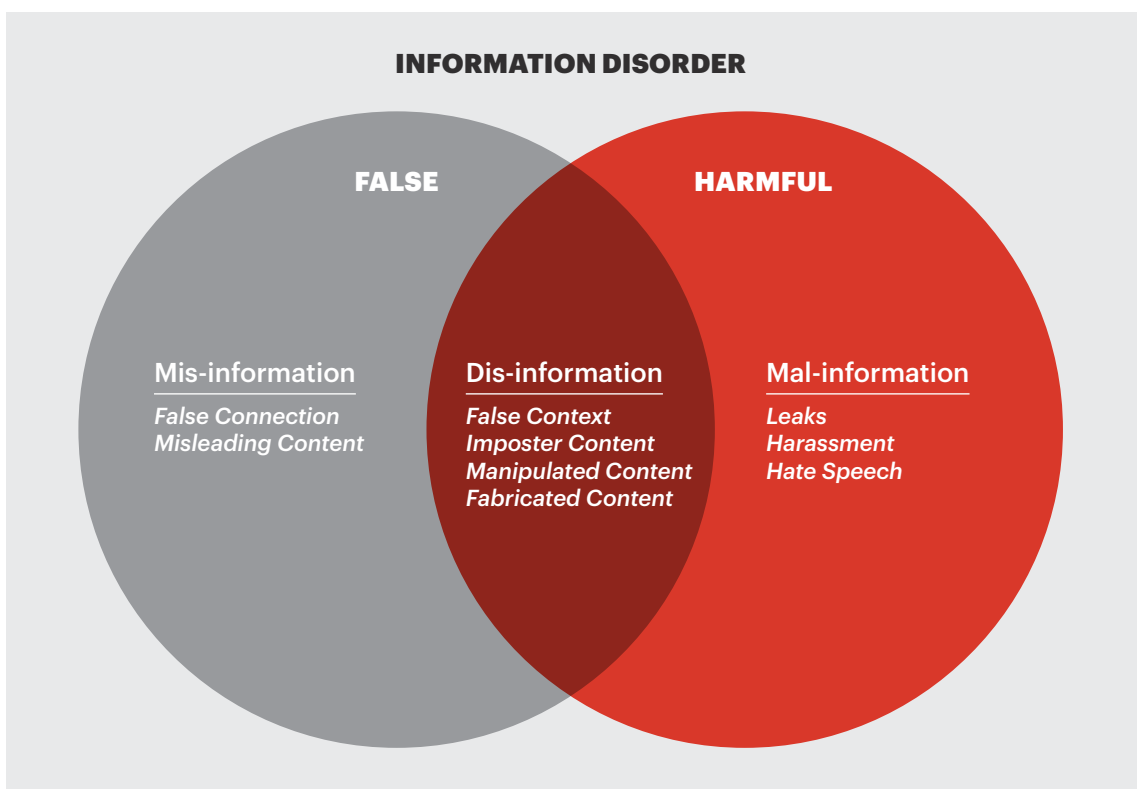 INFORMATION DISORDER
FALSE
HARMFUL
Mis-information
False Connection
Misleading Content
Dis-information
False Context
Imposter Content
Manipulated Content
Fabricated Content
Mal-information
Leaks
Harassment
Hate Speech